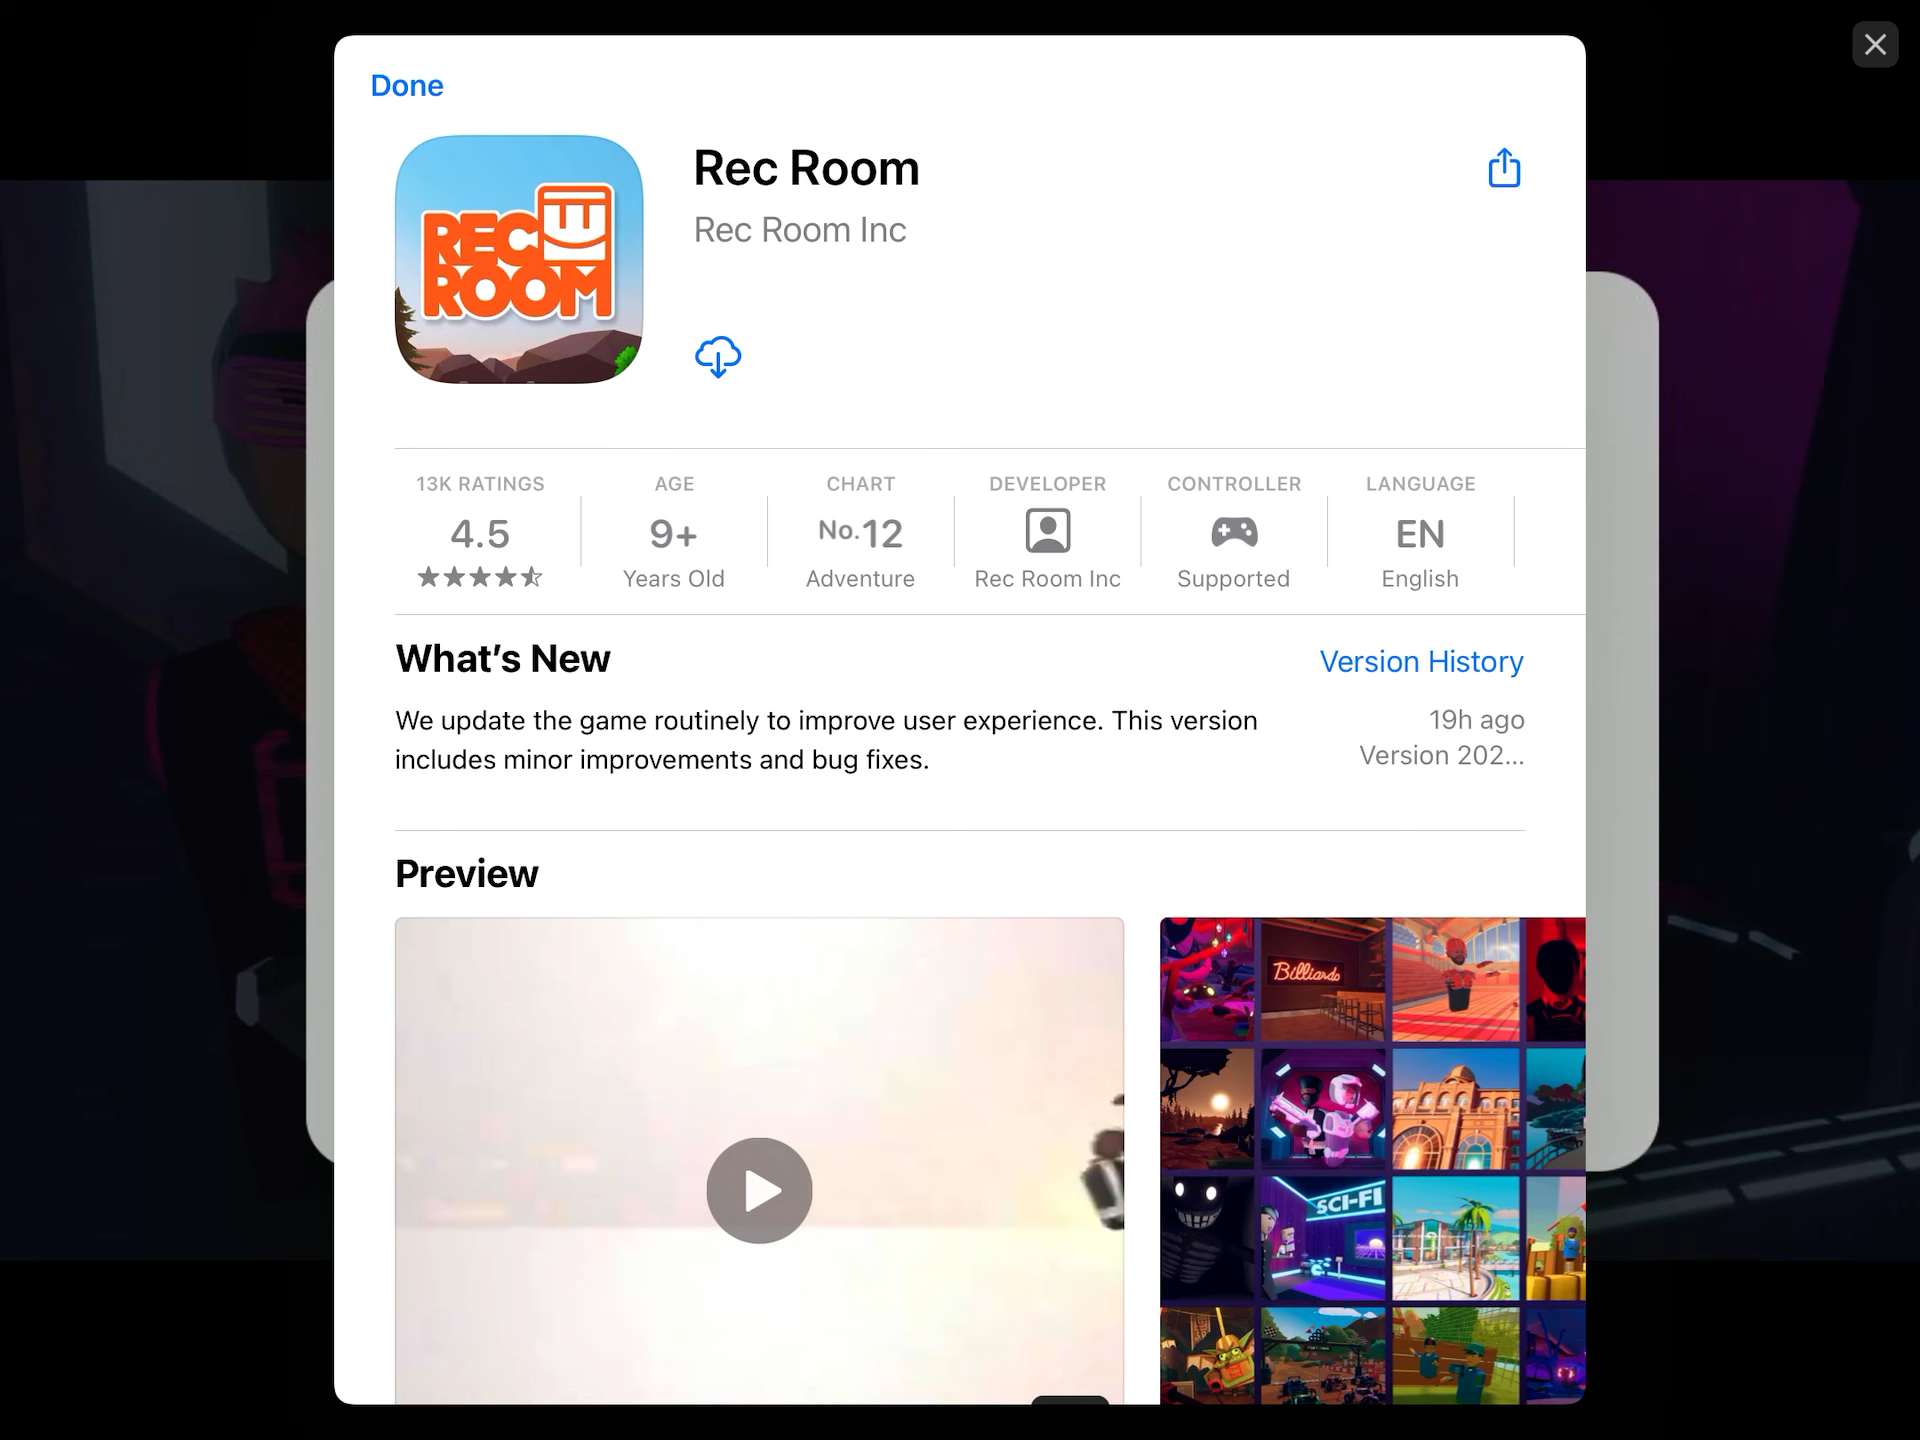 Done
REC
ROOM
Rec Room
Rec Room Inc
13K RATINGS
4.5
AGE
9+
Years Old
CHART
No.12
Adventure
DEVELOPER
Rec Room Inc
CONTROLLER
Supported
LANGUAGE
EN
English
What's New
Version History
We update the game routinely to improve user experience. This version
includes minor improvements and bug fixes.
19h ago
Version 202...
Preview
Billiards
SCI-FI